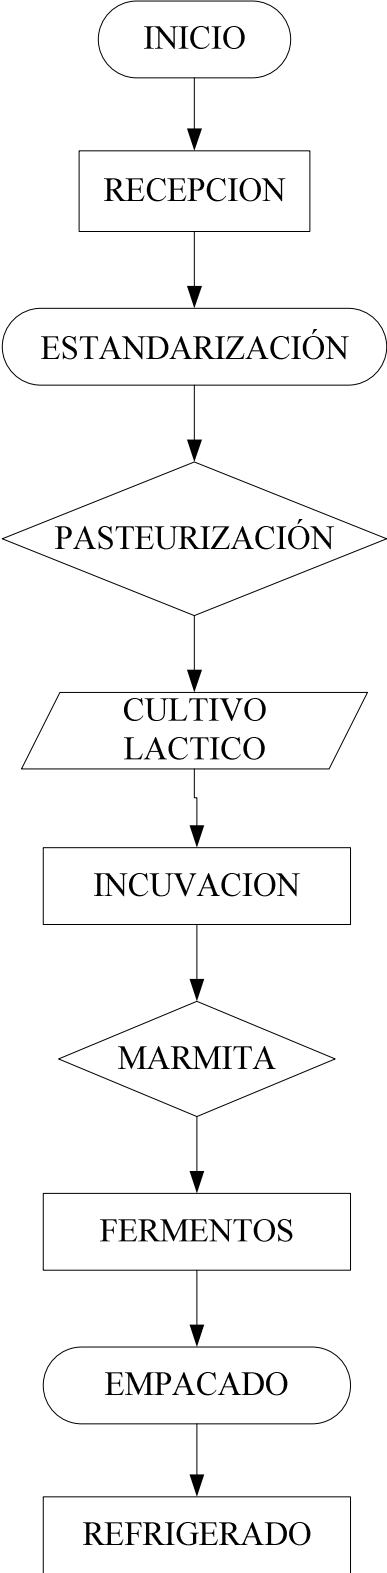 INICIO
RECEPCION
ESTANDARIZACIÓN
PASTEURIZACIÓN
CULTIVO
LACTICO
INCUVACION
MARMITA
FERMENTOS
EMPACADO
REFRIGERADO